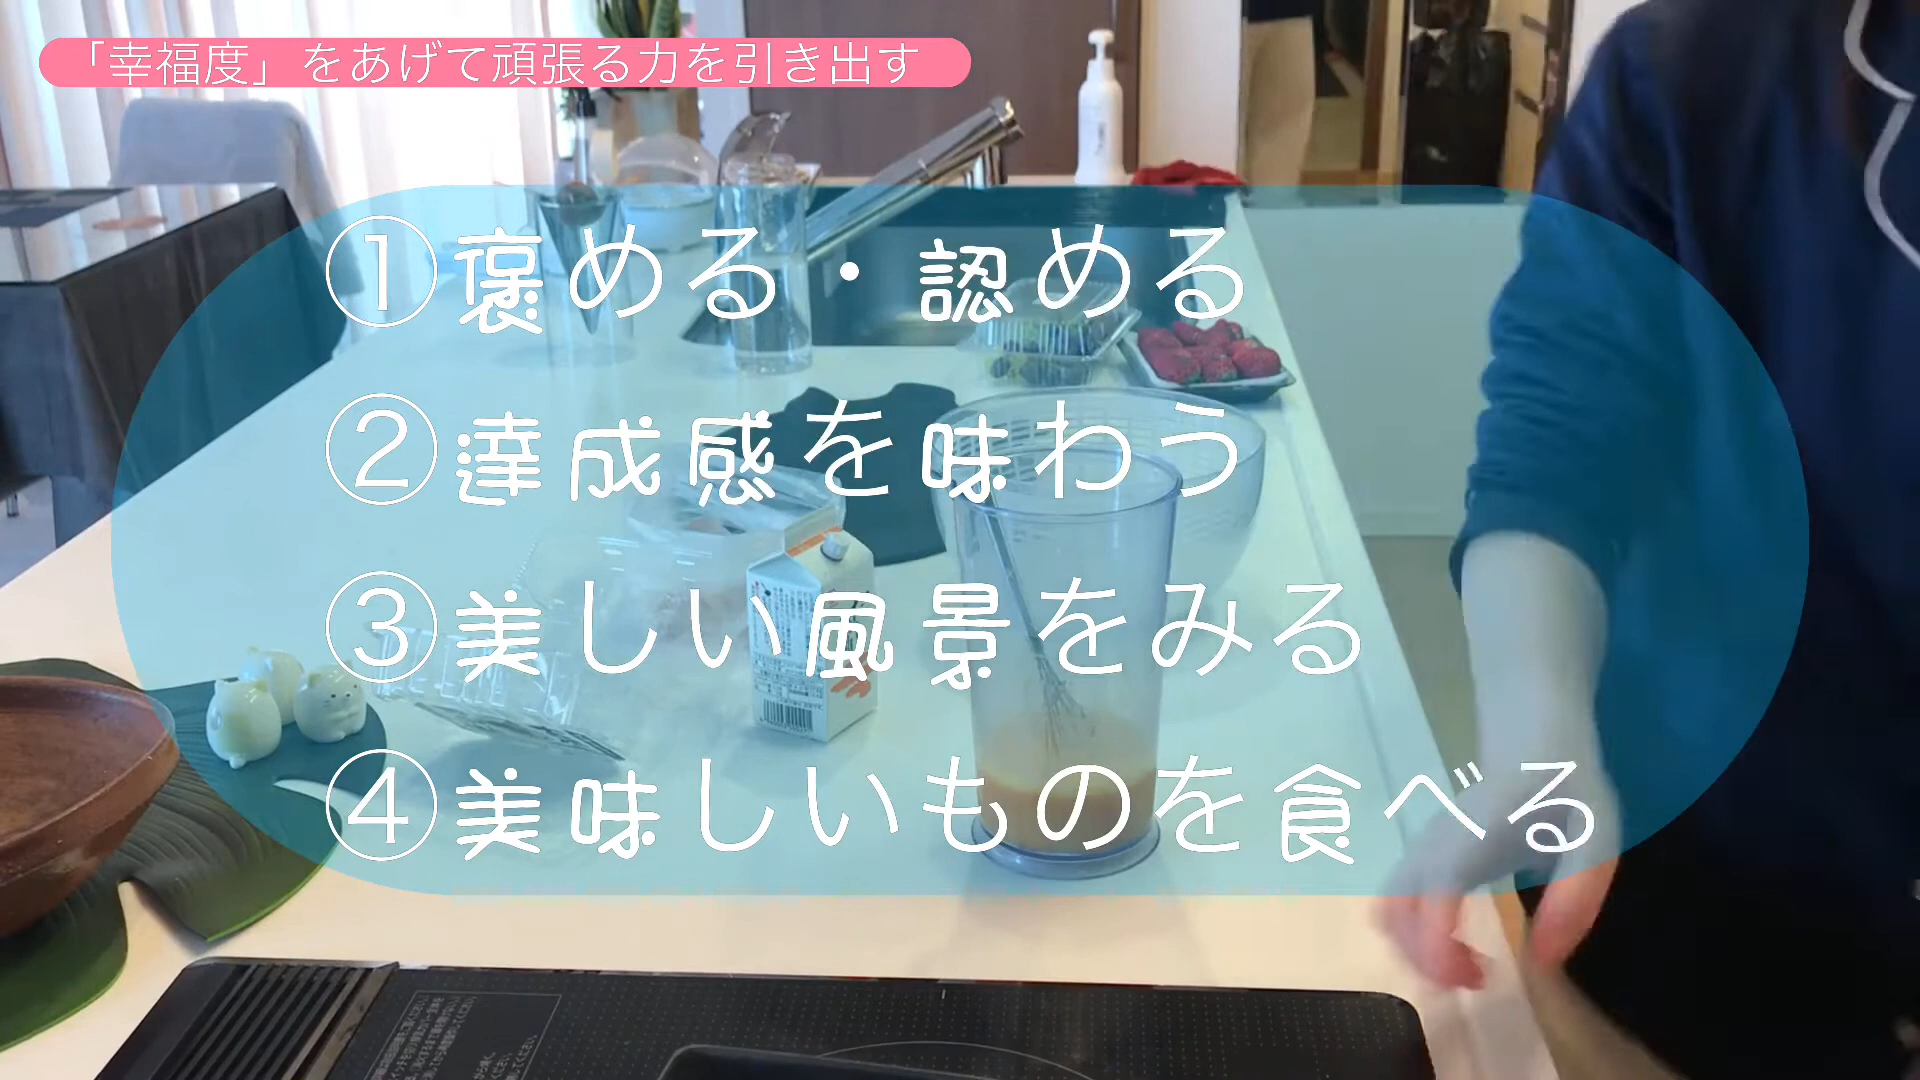 「幸福度」をあげて頑張る力を引き出す
①褒める・認める
②達成感を味わう
③美しい風景をみる
④美味しいものを食べる